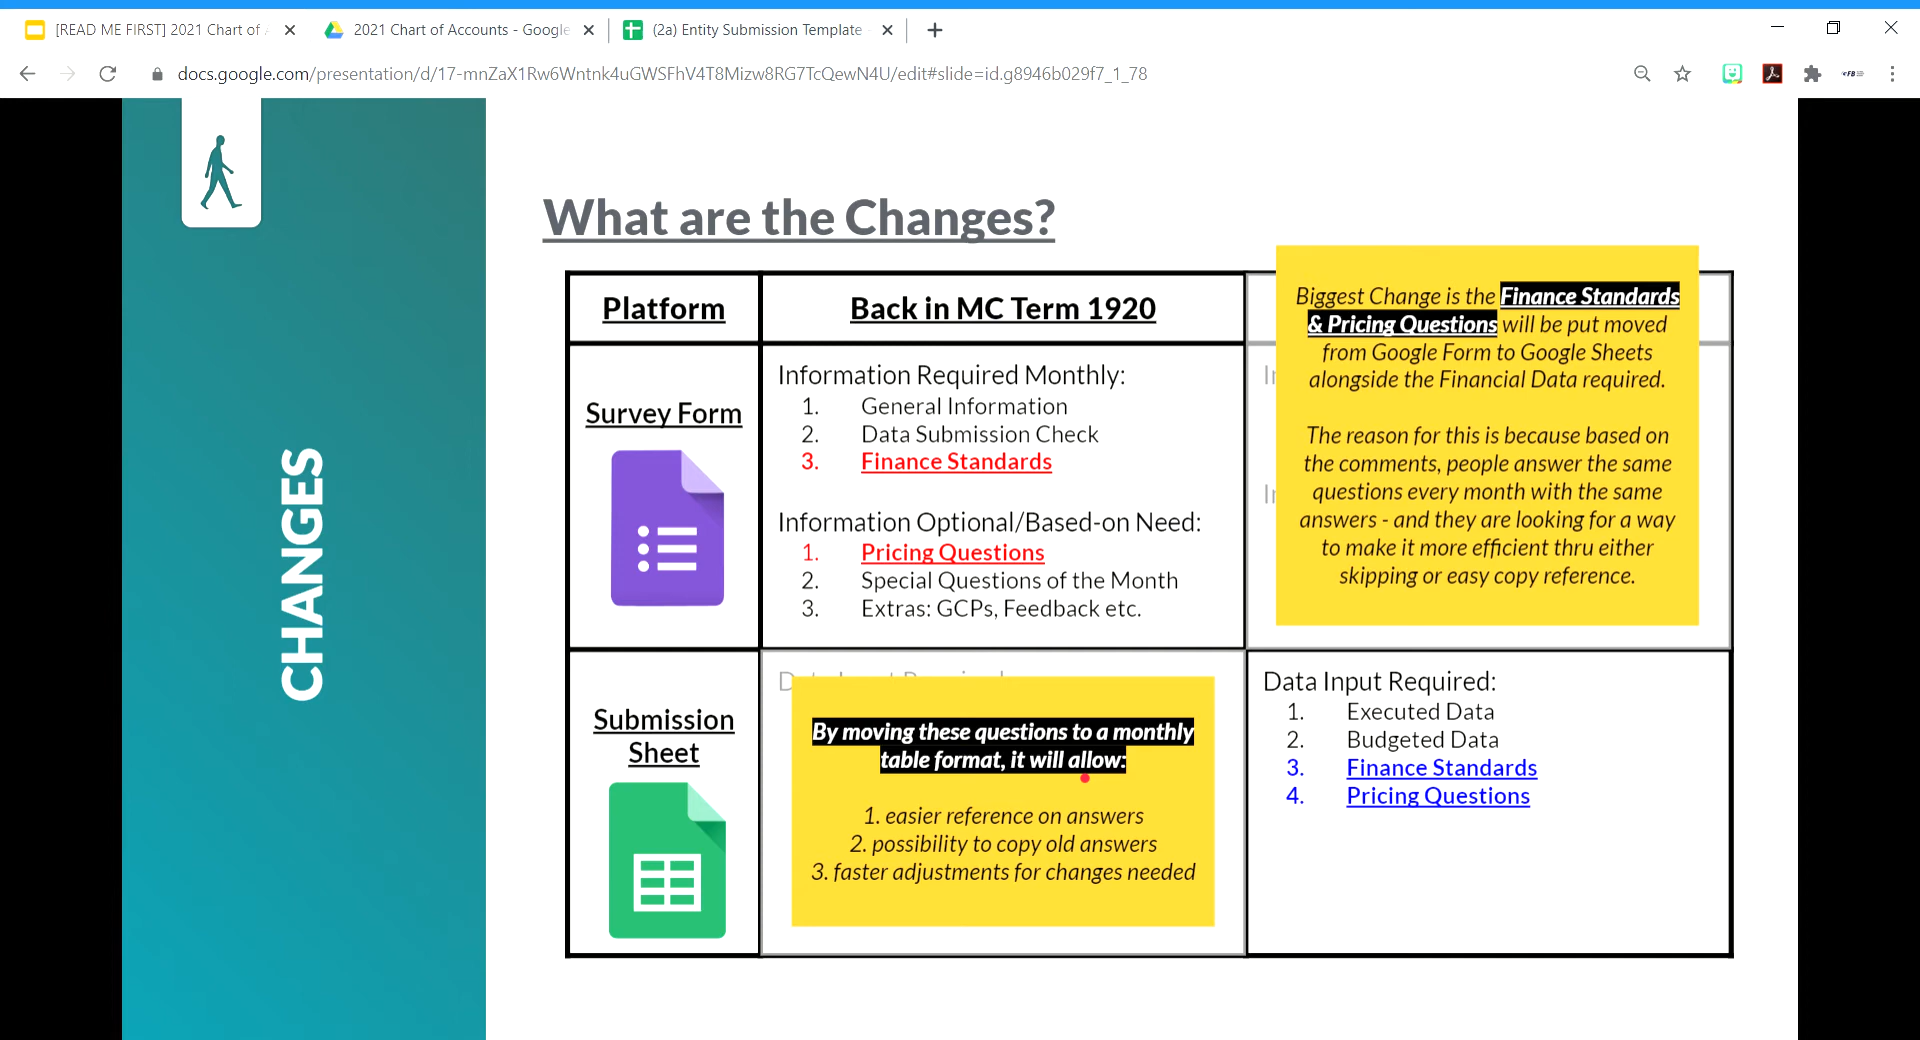 [READ ME FIRST] 2021 Chart of
2021 Chart of Accounts - Google
(2a) Entity Submission Template
docs.google.com/presentation/d/17-mnZaX1Rw6Wntnk4uGWSFhV4T8Mizw8RG7TcQewN4U/edit#slide=id.g8946b029f7_1_78
CHANGES
What are the Changes?
Platform
Back in MC Term 1920
Biggest Change is the Finance Standards
& Pricing Questions will be put moved
from Google Form to Google Sheets
alongside the Financial Data required.
The reason for this is because based on
the comments, people answer the same
questions every month with the same
answers - and they are looking for a way
to make it more efficient thru either
skipping or easy copy reference.
Survey Form
Information Required Monthly:
1. General Information
2. Data Submission Check
3. Finance Standards
Information Optional/Based-on Need:
1. Pricing Questions
2. Special Questions of the Month
3. Extras: GCPs, Feedback etc.
Submission
Sheet
By moving these questions to a monthly
table format, it will allow:
1. easier reference on answers
2. possibility to copy old answers
3. faster adjustments for changes needed
Data Input Required:
1. Executed Data
2. Budgeted Data
3. Finance Standards
4. Pricing Questions